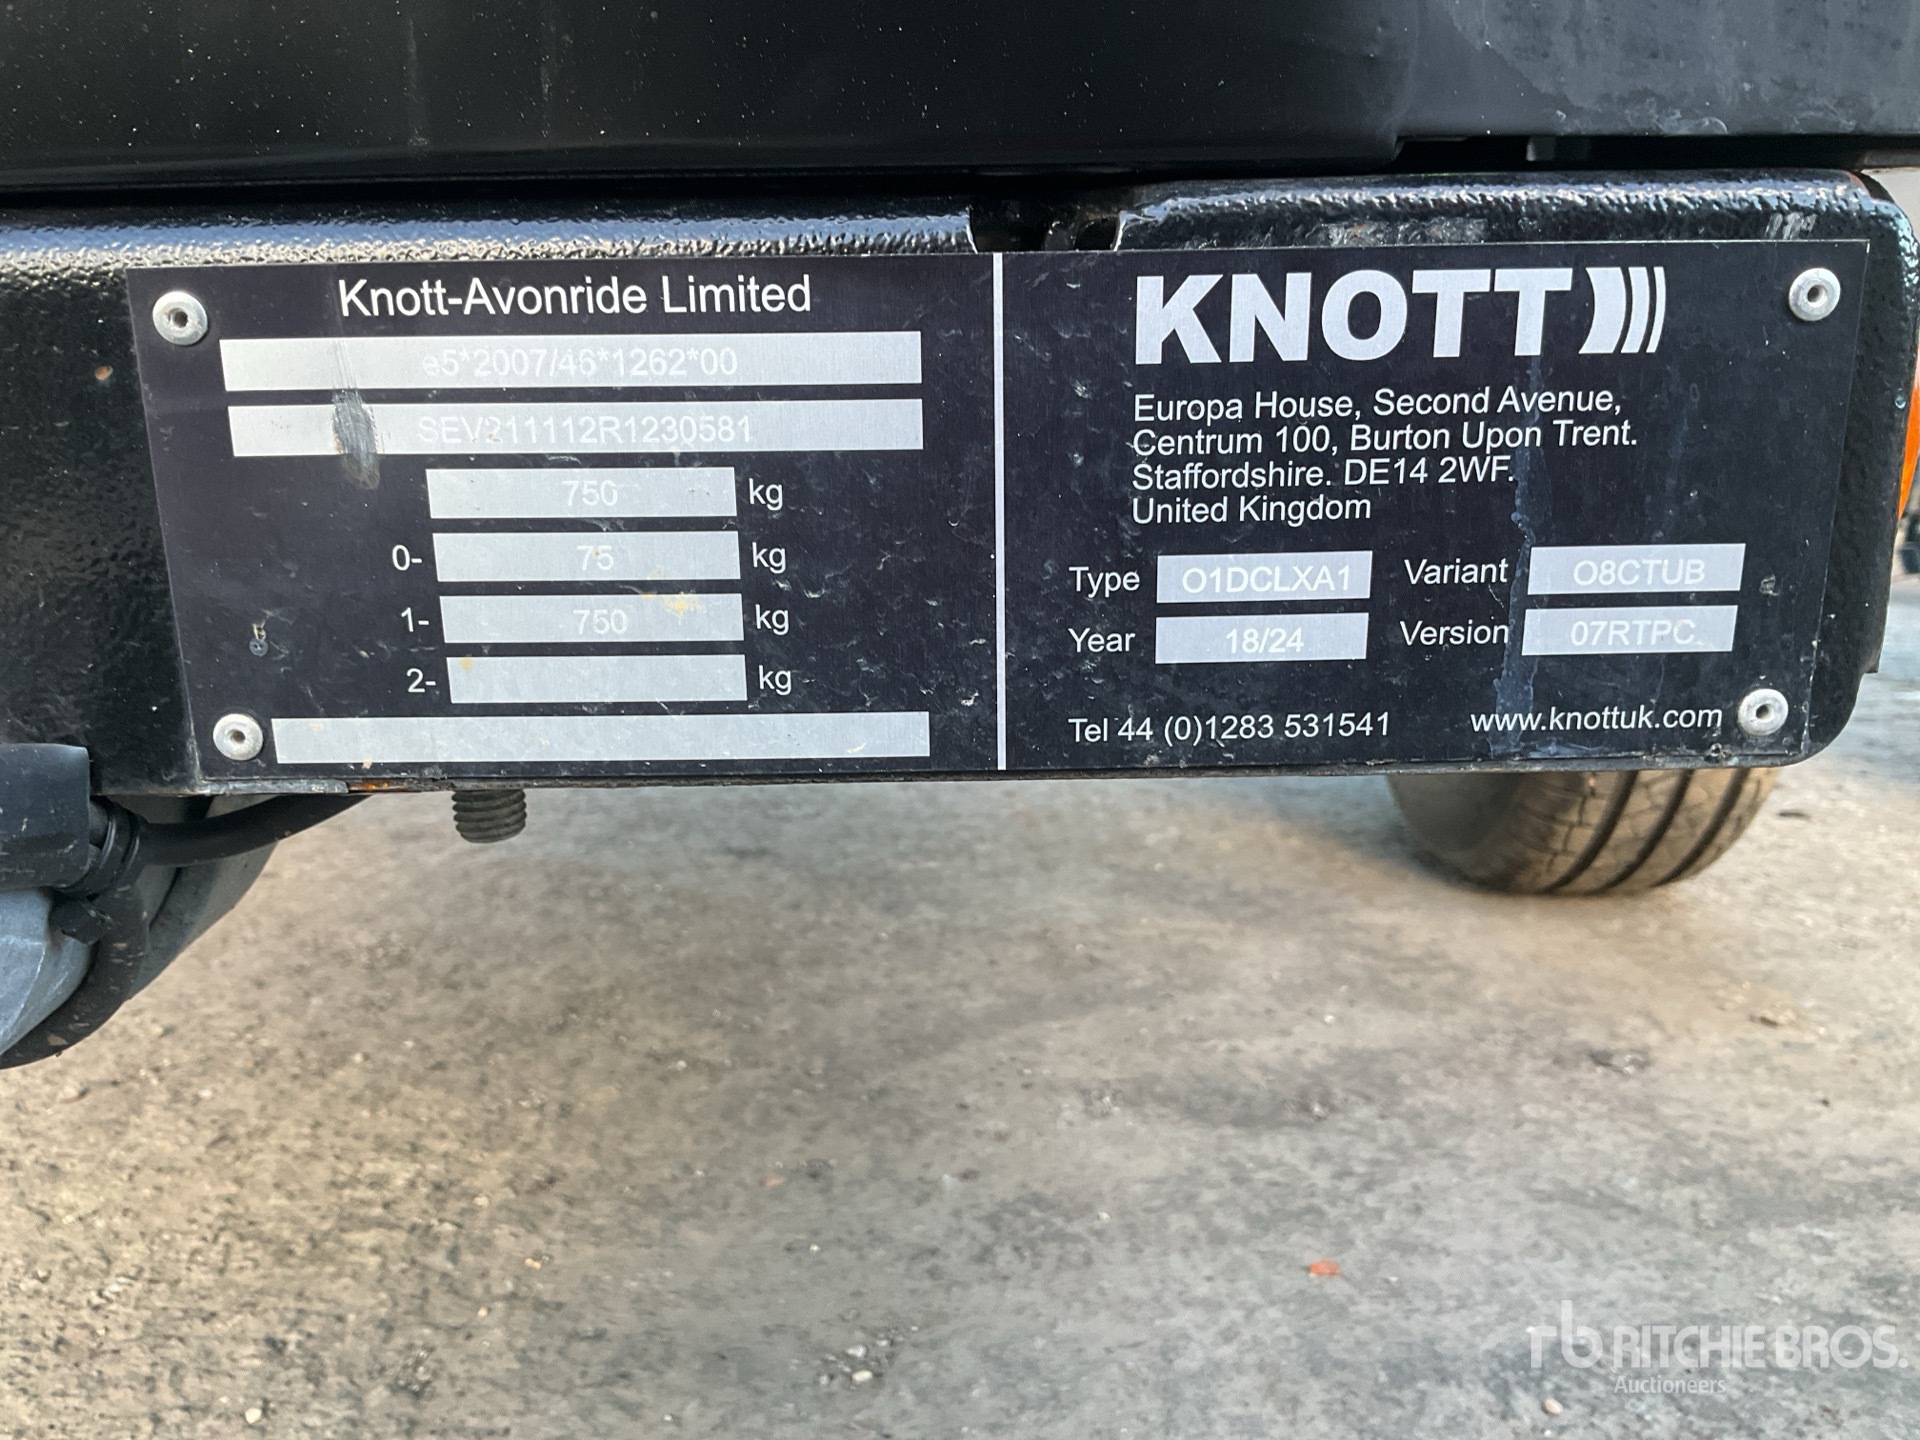 Knott-Avonride Limited
e5*2007/46*1262*00
SEV211112R1230581
750 kg
0- 75 kg
1- 750 kg
2- kg
KNOTT
Europa House, Second Avenue,
Centrum 100, Burton Upon Trent.
Staffordshire. DE14 2WF.
United Kingdom
Type O1DCLXA1 Variant O8CTUB
Year 18/24 Version 07RTPC
Tel 44 (0)1283 531541 www.knottuk.com
rb RITCHIE BROS.
Auctioneers